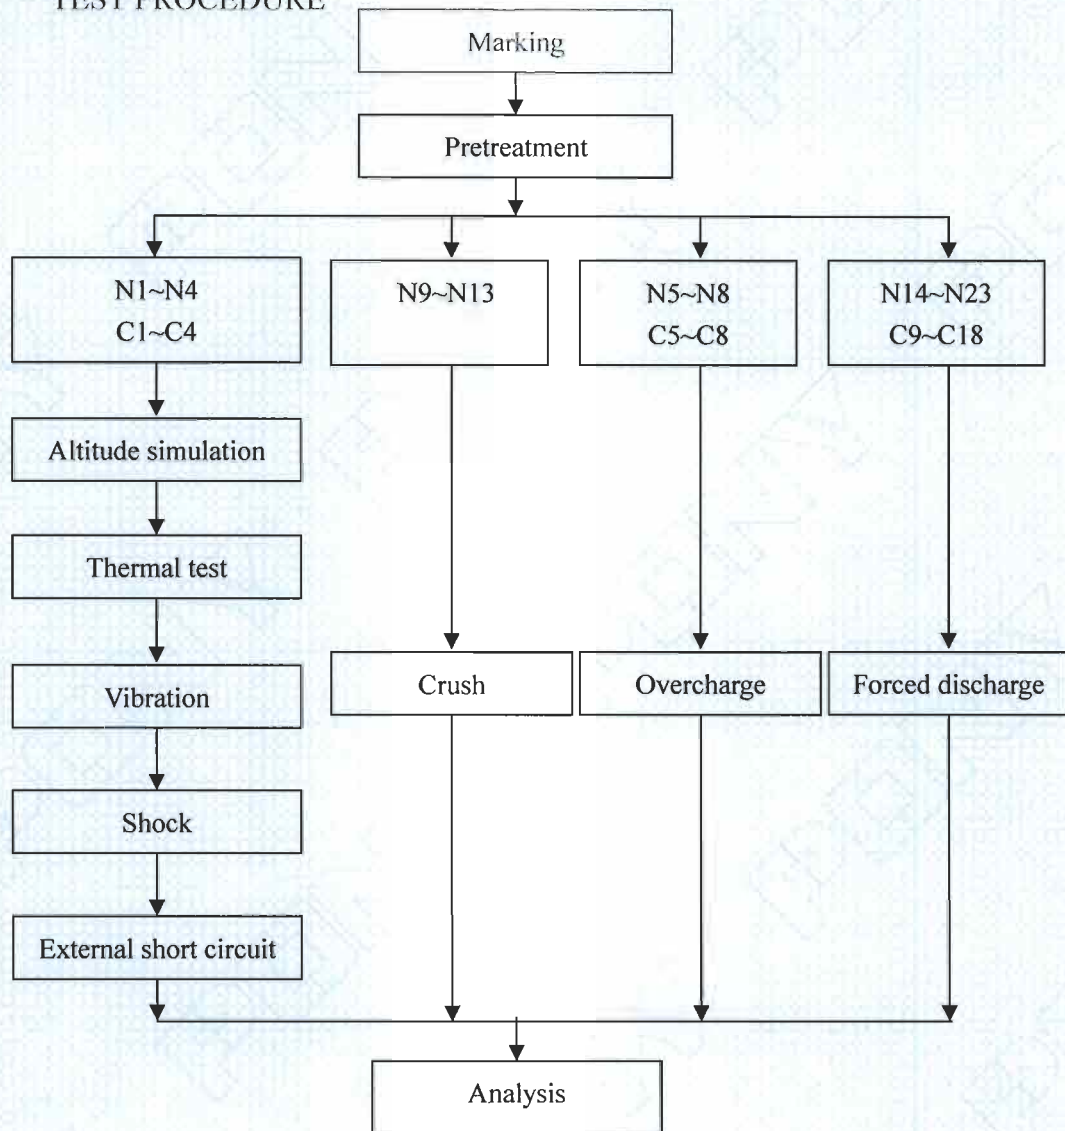 TEST PROCEDURE
Marking
Pretreatment
N1~N4
C1~C4
N9~N13
N5~N8
C5~C8
N14~N23
C9~C18
Altitude simulation
Thermal test
Vibration
Crush
Overcharge
Forced discharge
Shock
External short circuit
Analysis